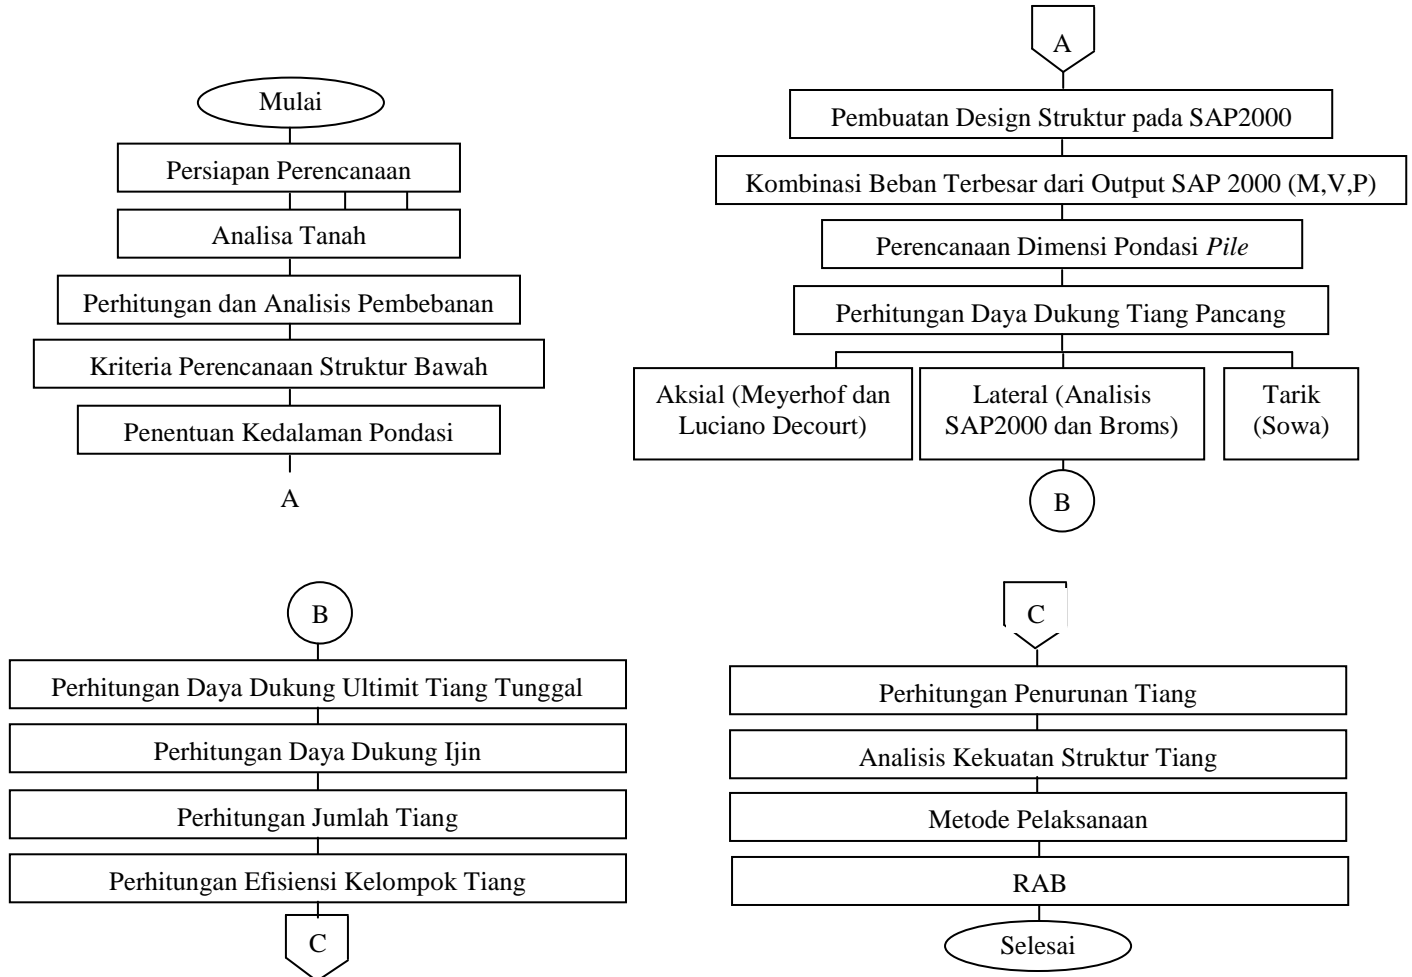 Mulai
Persiapan Perencanaan
Analisa Tanah
Perhitungan dan Analisis Pembebanan
Kriteria Perencanaan Struktur Bawah
Penentuan Kedalaman Pondasi
A
A
Pembuatan Design Struktur pada SAP2000
Kombinasi Beban Terbesar dari Output SAP 2000 (M,V,P)
Perencanaan Dimensi Pondasi Pile
Perhitungan Daya Dukung Tiang Pancang
Aksial (Meyerhof dan
Luciano Decourt)
Lateral (Analisis
SAP2000 dan Broms)
Tarik
(Sowa)
B
B
Perhitungan Daya Dukung Ultimit Tiang Tunggal
Perhitungan Daya Dukung Ijin
Perhitungan Jumlah Tiang
Perhitungan Efisiensi Kelompok Tiang
C
C
Perhitungan Penurunan Tiang
Analisis Kekuatan Struktur Tiang
Metode Pelaksanaan
RAB
Selesai